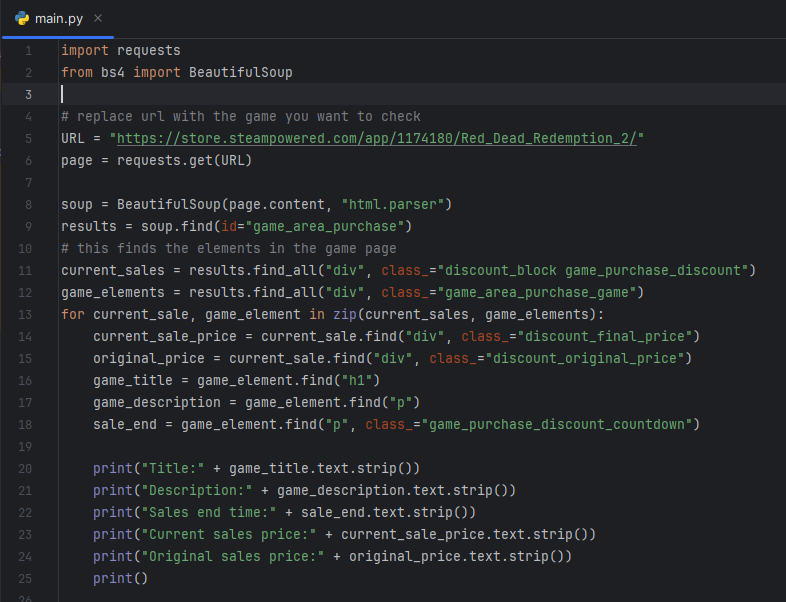 main.py
1 import requests
2 from bs4 import BeautifulSoup
3
4 # replace url with the game you want to check
5 URL = "https://store.steampowered.com/app/1174180/Red_Dead_Redemption_2/"
6 page = requests.get(URL)
7
8 soup = BeautifulSoup(page.content, "html.parser")
9 results = soup.find(id="game_area_purchase")
10 # this finds the elements in the game page
11 current_sales = results.find_all("div", class_="discount_block game_purchase_discount")
12 game_elements = results.find_all("div", class_="game_area_purchase_game")
13 for current_sale, game_element in zip(current_sales, game_elements):
14     current_sale_price = current_sale.find("div", class_="discount_final_price")
15     original_price = current_sale.find("div", class_="discount_original_price")
16     game_title = game_element.find("h1")
17     game_description = game_element.find("p")
18     sale_end = game_element.find("p", class_="game_purchase_discount_countdown")
19
20     print("Title:" + game_title.text.strip())
21     print("Description:" + game_description.text.strip())
22     print("Sales end time:" + sale_end.text.strip())
23     print("Current sales price:" + current_sale_price.text.strip())
24     print("Original sales price:" + original_price.text.strip())
25     print()
26